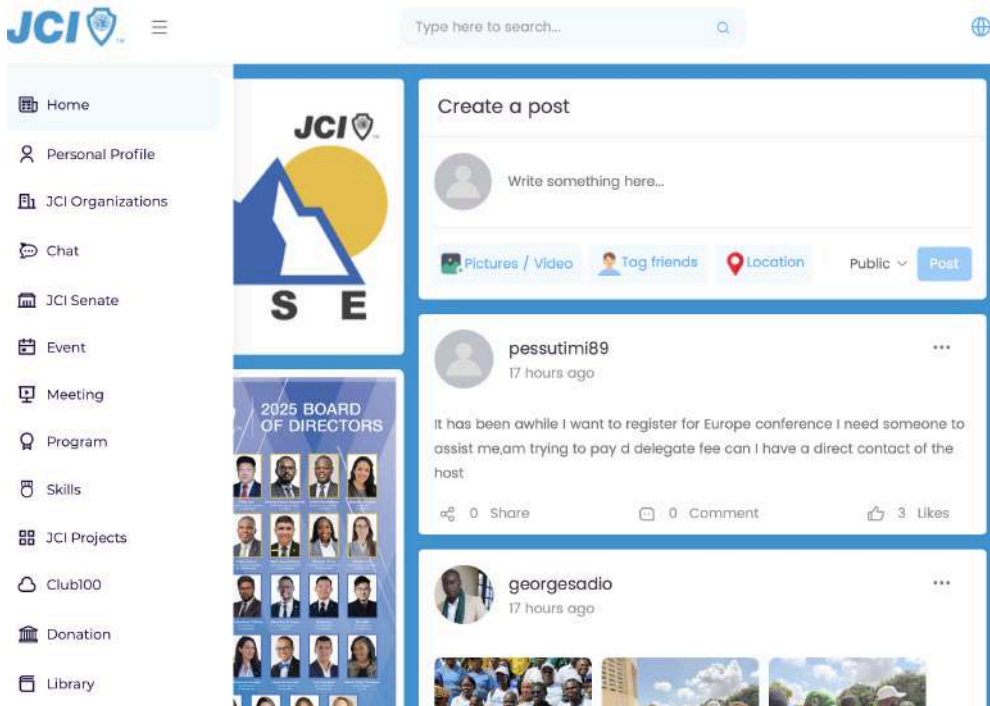 JCI
Type here to search...
Home
Personal Profile
JCI Organizations
Chat
JCI Senate
Event
Meeting
Program
Skills
JCI Projects
Club100
Donation
Library
JCI
S E
2025 BOARD
OF DIRECTORS
Create a post
Write something here...
Pictures / Video
Tag friends
Location
Public
Post
pessutimi89
17 hours ago
It has been awhile I want to register for Europe conference I need someone to
assist me,am trying to pay d delegate fee can I have a direct contact of the
host
0 Share
0 Comment
3 Likes
georgesadio
17 hours ago